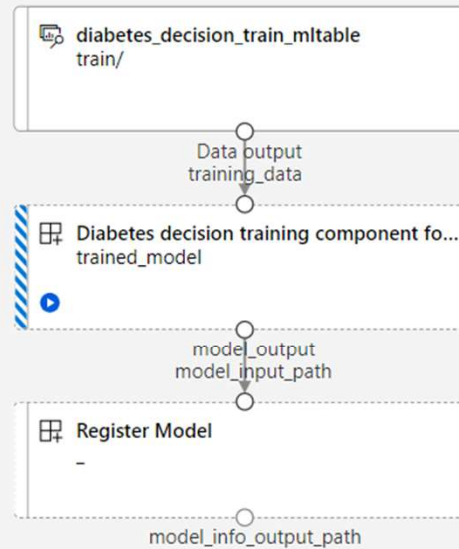 diabetes_decision_train_mltable
train/
Data output
training_data
Diabetes decision training component fo...
trained_model
model_output
model_input_path
Register Model
–
model_info_output_path